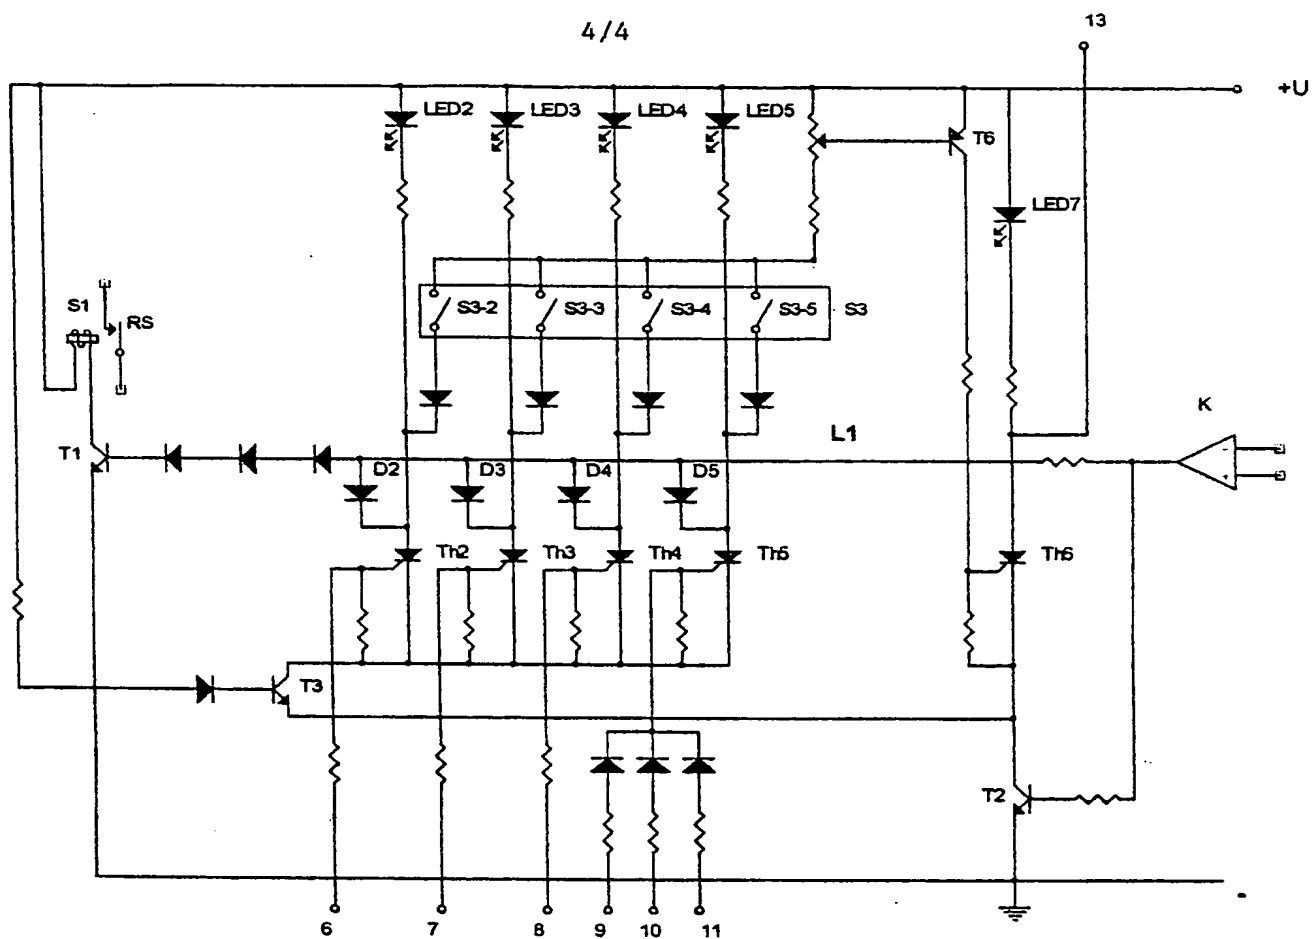 4/4
13
+U
LED2
LED3
LED4
LED5
T6
LED7
S1
RS
S3-2
S3-3
S3-4
S3-5
S3
K
T1
L1
D2
D3
D4
D5
-
+
Th2
Th3
Th4
Th5
Th6
T3
T2
-
6
7
8
9
10
11